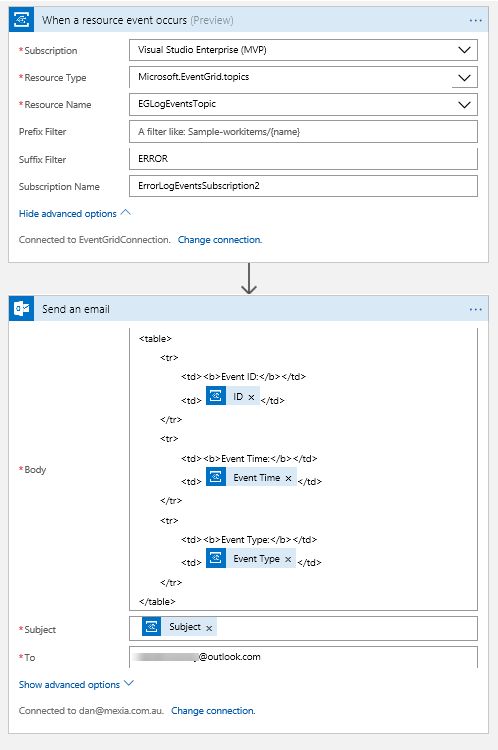 When a resource event occurs (Preview)
* Subscription Visual Studio Enterprise (MVP)
* Resource Type Microsoft.EventGrid.topics
* Resource Name EGLogEventsTopic
Prefix Filter A filter like: Sample-workitems/{name}
Suffix Filter ERROR
Subscription Name ErrorLogEventsSubscription2
Hide advanced options
Connected to EventGridConnection. Change connection.
Send an email
<table>
<tr>
<td><b>Event ID:</b></td>
<td> ID × </td>
</tr>
<tr>
<td><b>Event Time:</b></td>
* Body
<td> Event Time × </td>
</tr>
<tr>
<td><b>Event Type:</b></td>
<td> Event Type × </td>
</tr>
</table>
* Subject Subject ×
* To @outlook.com
Show advanced options
Connected to dan@mexia.com.au. Change connection.